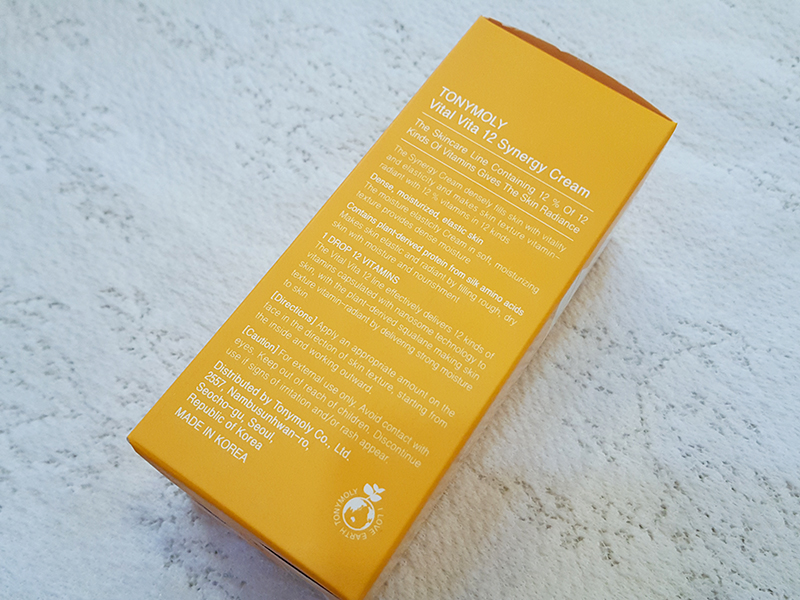 TONYMOLY
Vital Vita 12 Synergy Cream
The Skincare Line Containing 12 % Of 12
Kinds Of Vitamins Gives The Skin Radiance
The Synergy Cream densely fills skin with vitality
and elasticity and makes skin texture vitamin-
radiant with 12% vitamins in 12 kinds
Dense, moisturized, elastic skin
The moisture elasticity Cream in soft, moisturizing
texture provides dense moisture.
Contains plant-derived protein from silk amino acids
Makes skin elastic and radiant by filling rough, dry
skin with moisture and nourishment
1 DROP 12 VITAMINS
The Vital Vita 12 line effectively delivers 12 kinds of
vitamins capsulated with nanosome technology to
skin, with the plant-derived squalane making skin
texture vitamin radiant by delivering strong moisture
to skin.
[Directions] Apply an appropriate amount on the
face in the direction of skin texture, starting from
the inside and working outward.
[Caution] For external use only. Avoid contact with
eyes. Keep out of reach of children. Discontinue
use if signs of irritation and/or rash appear.
Distributed by Tonymoly Co., Ltd.
2557, Nambusunhwan-ro,
Seocho-gu, Seoul,
Republic of Korea
MADE IN KOREA
I LOVE EARTH TONYMOLY